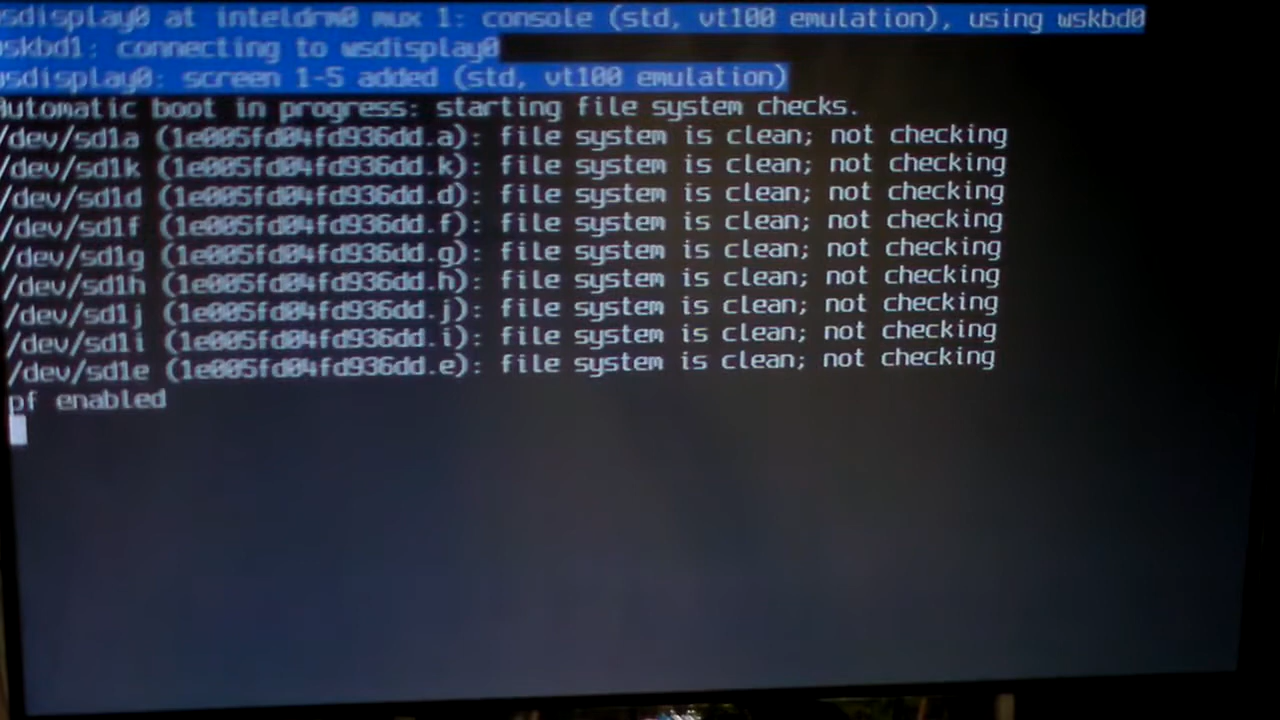 wsdisplay0 at inteldrm0 mux 1: console (std, vt100 emulation), using wskbd0
wskbd1: connecting to wsdisplay0
wsdisplay0: screen 1-5 added (std, vt100 emulation)
Automatic boot in progress: starting file system checks.
/dev/sd1a (1e005fd04fd936dd.a): file system is clean; not checking
/dev/sd1k (1e005fd04fd936dd.k): file system is clean; not checking
/dev/sd1d (1e005fd04fd936dd.d): file system is clean; not checking
/dev/sd1f (1e005fd04fd936dd.f): file system is clean; not checking
/dev/sd1g (1e005fd04fd936dd.g): file system is clean; not checking
/dev/sd1h (1e005fd04fd936dd.h): file system is clean; not checking
/dev/sd1j (1e005fd04fd936dd.j): file system is clean; not checking
/dev/sd1i (1e005fd04fd936dd.i): file system is clean; not checking
/dev/sd1e (1e005fd04fd936dd.e): file system is clean; not checking
pf enabled